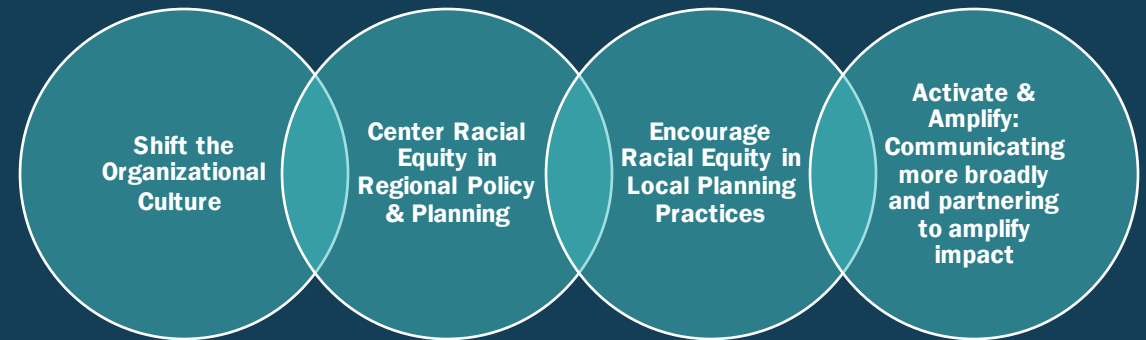 Shift the
Organizational
Culture
Center Racial
Equity in
Regional Policy
& Planning
Encourage
Racial Equity in
Local Planning
Practices
Activate &
Amplify:
Communicating
more broadly
and partnering
to amplify
impact